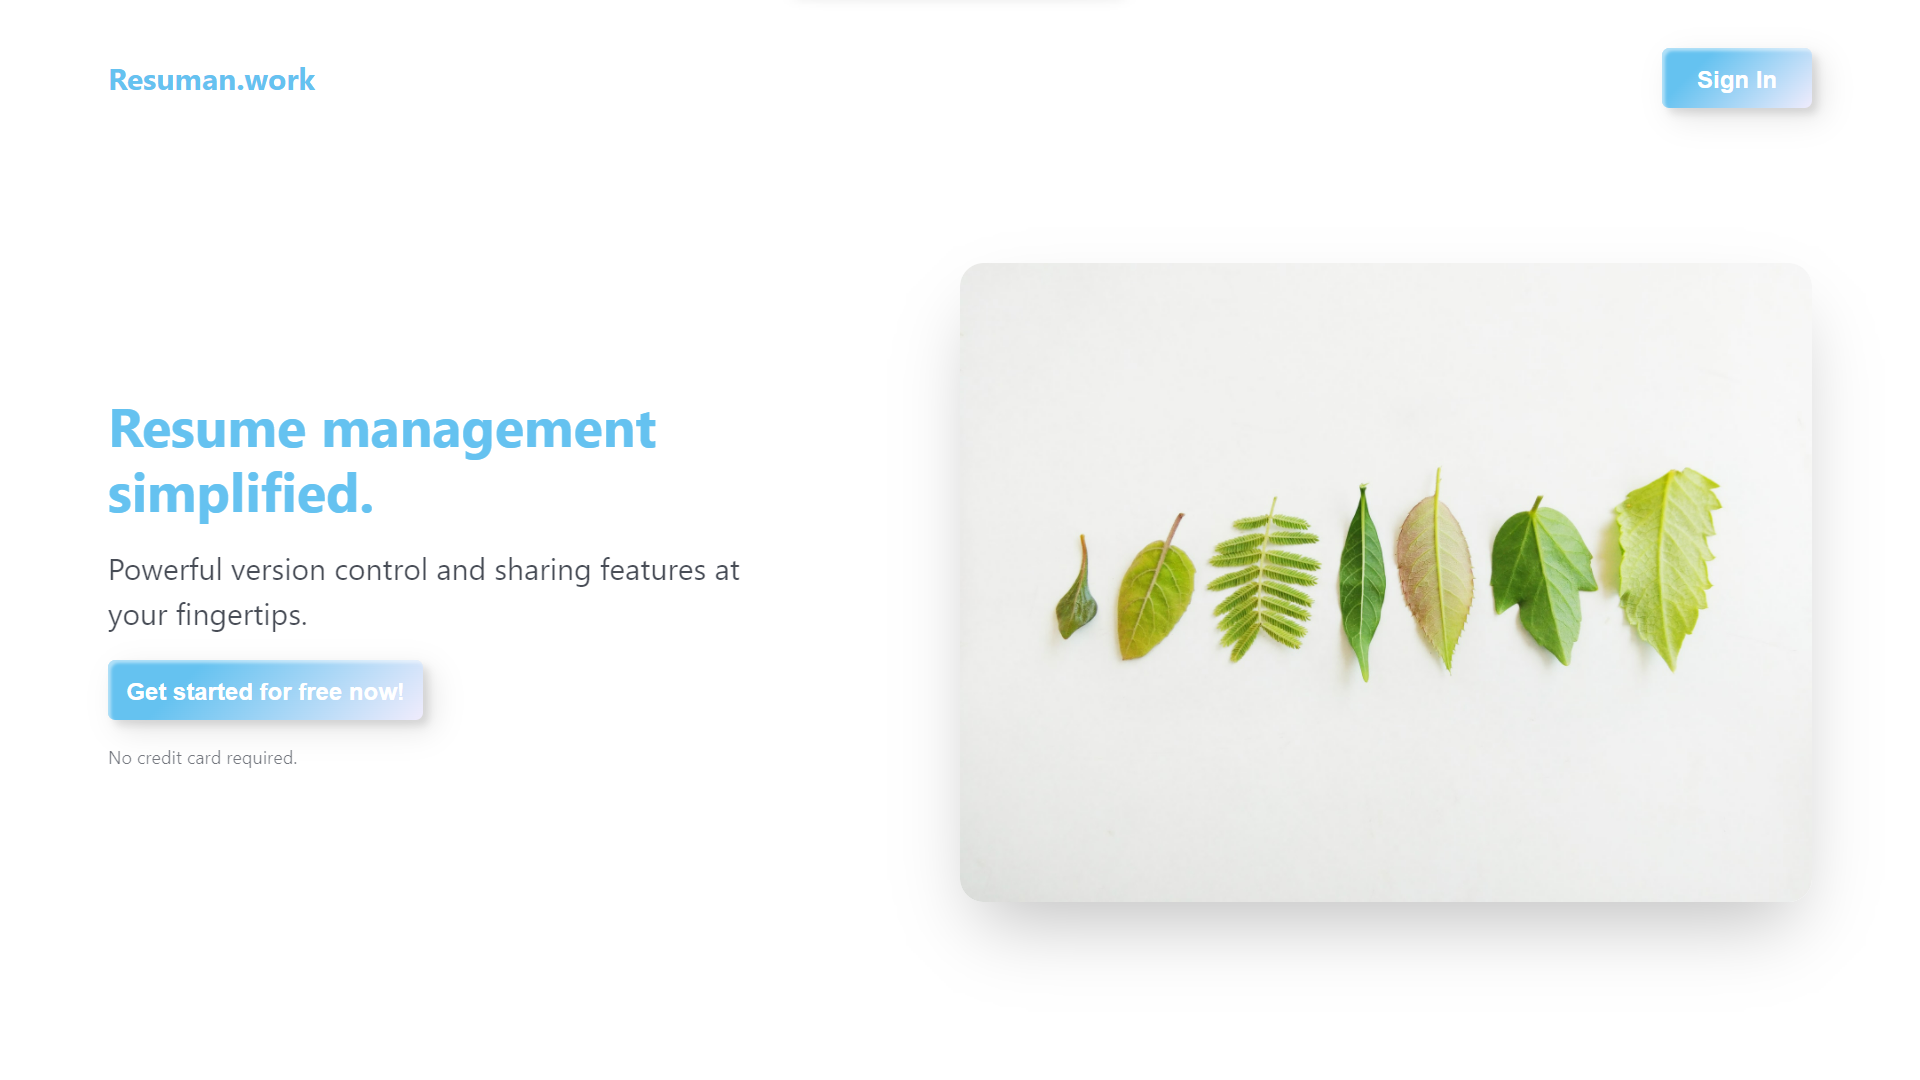 Resuman.work
Sign In
Resume management
simplified.
Powerful version control and sharing features at
your fingertips.
Get started for free now!
No credit card required.